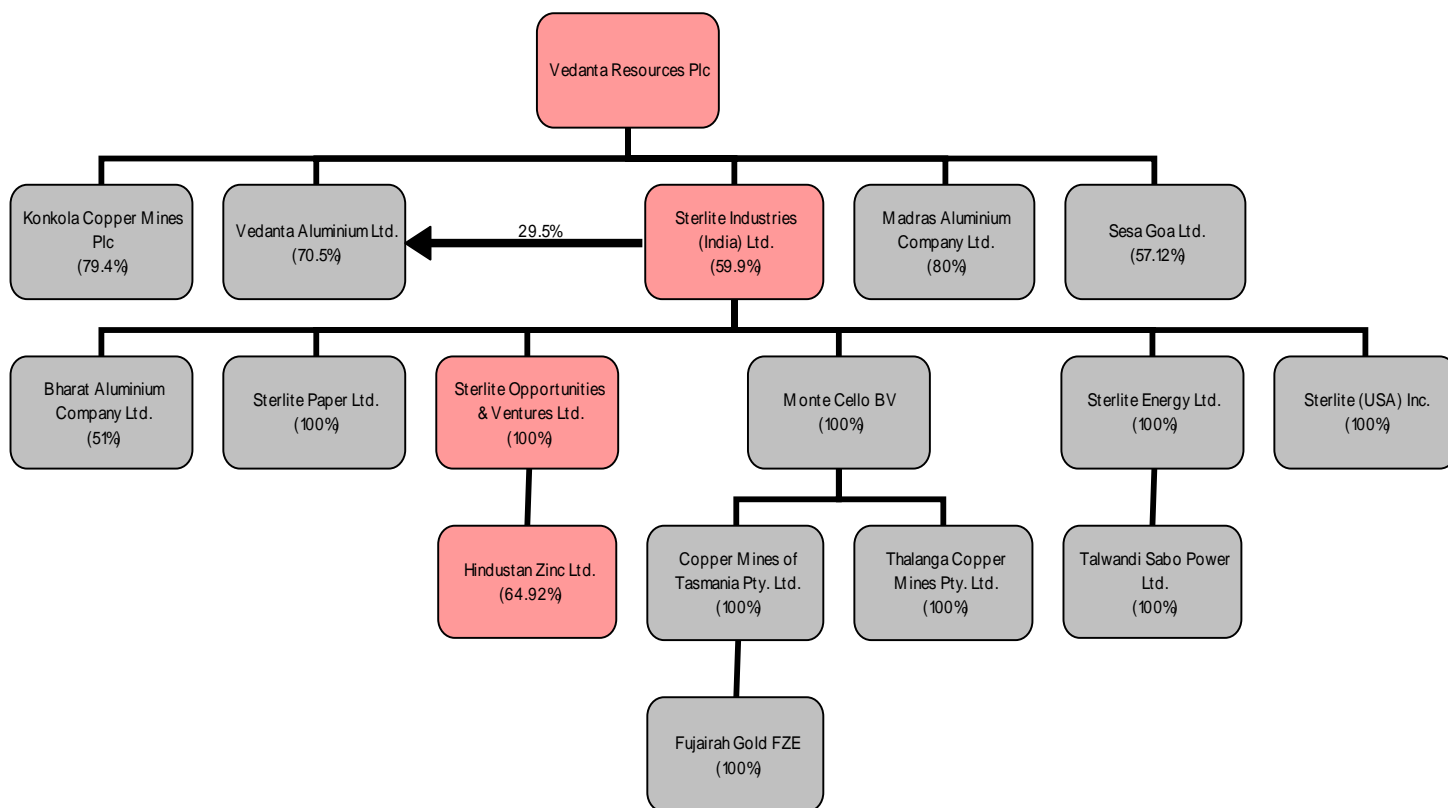 Vedanta Resources Plc
Konkola Copper Mines
Plc
(79.4%)
Vedanta Aluminium Ltd.
(70.5%)
29.5%
Sterlite Industries
(India) Ltd.
(59.9%)
Madras Aluminium
Company Ltd.
(80%)
Sesa Goa Ltd.
(57.12%)
Bharat Aluminium
Company Ltd.
(51%)
Sterlite Paper Ltd.
(100%)
Sterlite Opportunities
& Ventures Ltd.
(100%)
Monte Cello BV
(100%)
Sterlite Energy Ltd.
(100%)
Sterlite (USA) Inc.
(100%)
Hindustan Zinc Ltd.
(64.92%)
Copper Mines of
Tasmania Pty. Ltd.
(100%)
Thalanga Copper
Mines Pty. Ltd.
(100%)
Talwandi Sabo Power
Ltd.
(100%)
Fujairah Gold FZE
(100%)